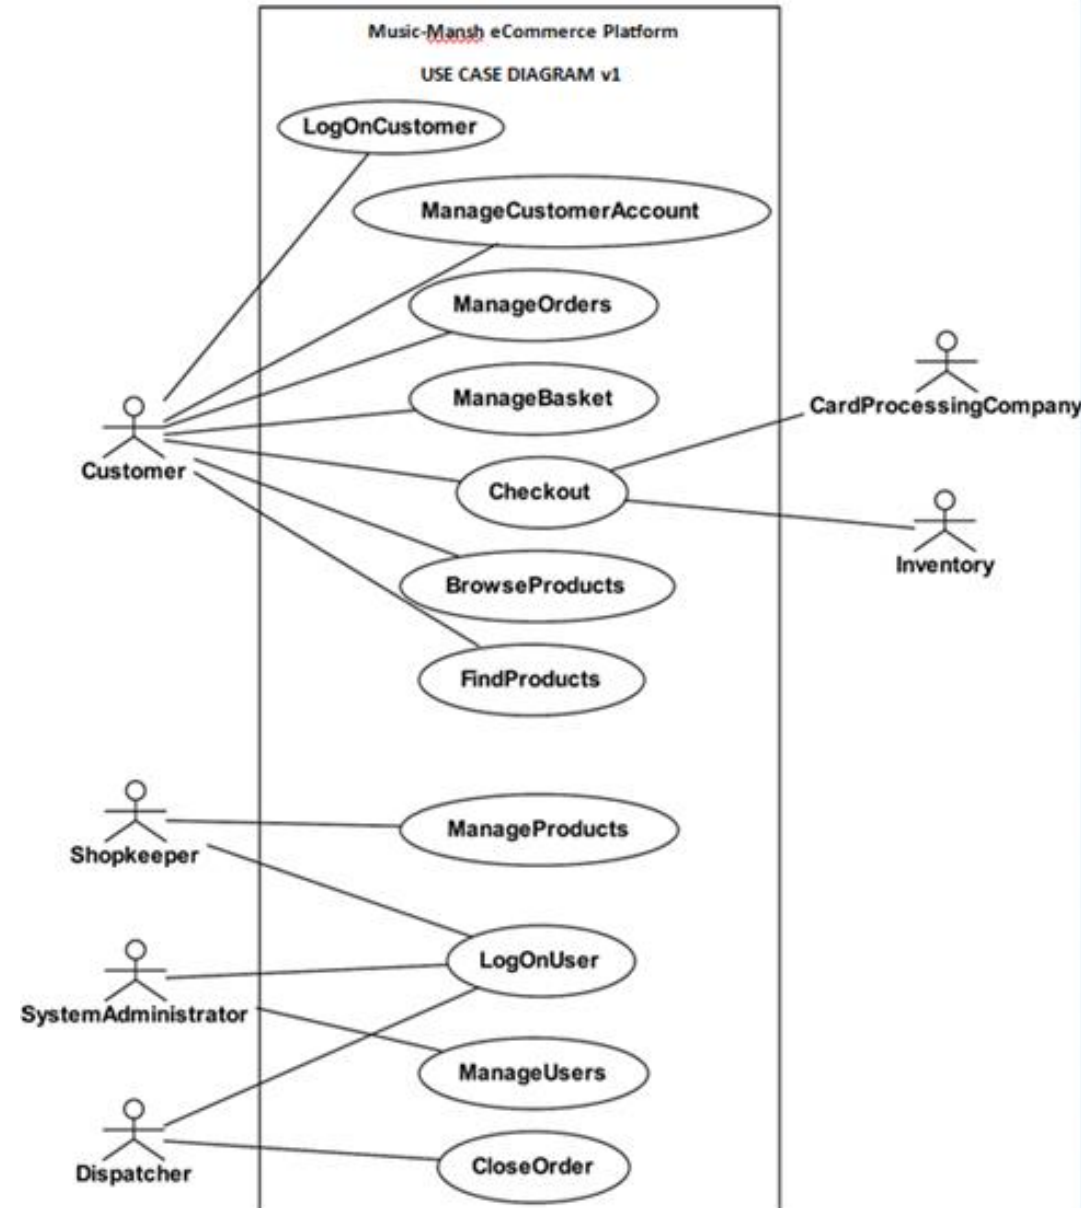 Music-Mansh eCommerce Platform
USE CASE DIAGRAM v1
LogOnCustomer
ManageCustomerAccount
ManageOrders
ManageBasket
CardProcessingCompany
Customer
Checkout
Inventory
BrowseProducts
FindProducts
ManageProducts
Shopkeeper
LogOnUser
SystemAdministrator
ManageUsers
CloseOrder
Dispatcher